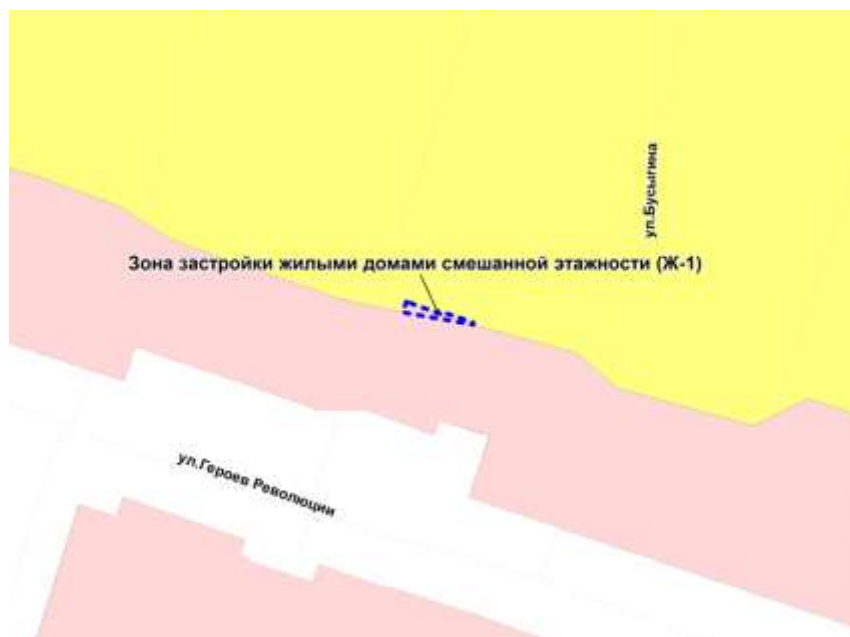 ул.Бусыгина
Зона застройки жилыми домами смешанной этажности (Ж-1)
ул.Героев Революции